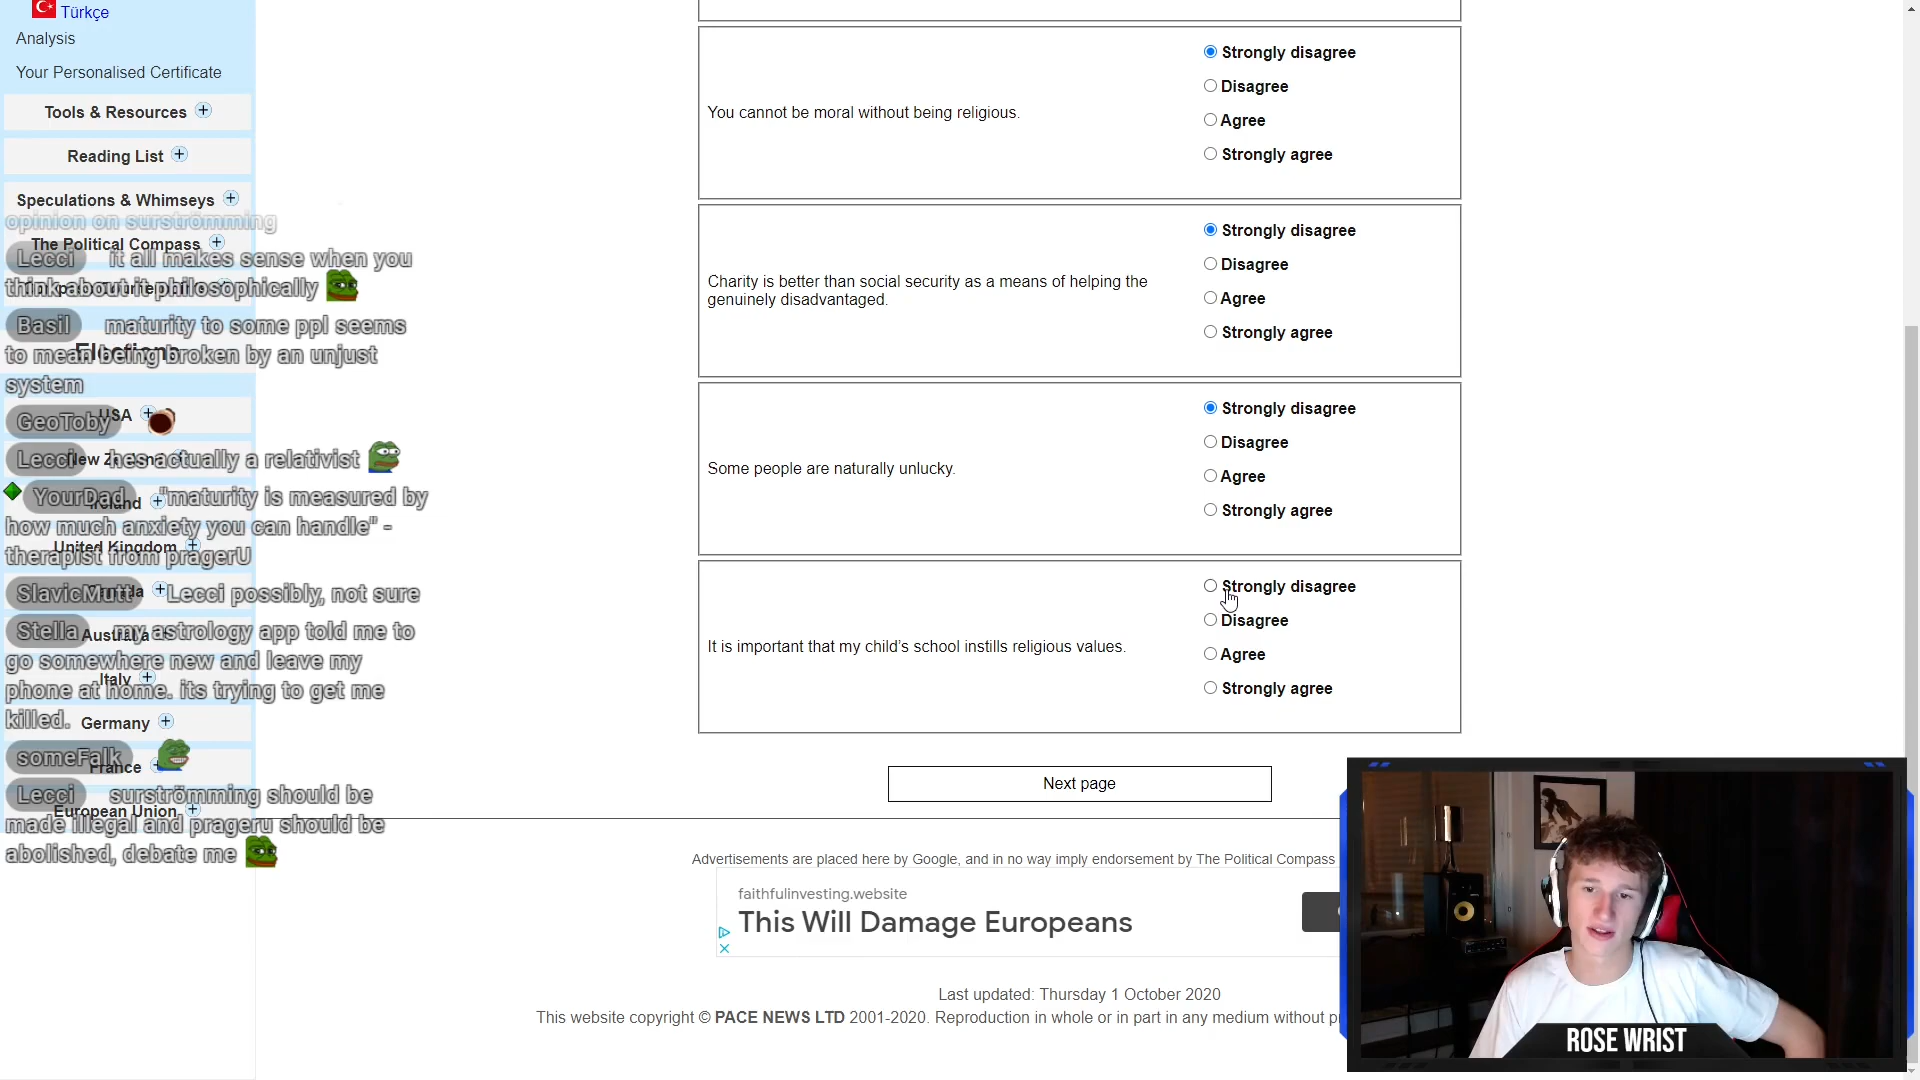 Türkçe
Analysis
Your Personalised Certificate
Tools & Resources
Reading List
Speculations & Whimseys
The Political Compass
Elections
USA
Ireland
United Kingdom
Canada
Australia
Italy
Germany
France
European Union
opinion on surströmming
Lecci it all makes sense when you
think about it philosophically
Basil maturity to some ppl seems
to mean being broken by an unjust
system
GeoToby
Lecci hes actually a relativist
YourDad "maturity is measured by
how much anxiety you can handle" -
therapist from pragerU
SlavicMutt Lecci possibly, not sure
Stella my astrology app told me to
go somewhere new and leave my
phone at home. its trying to get me
killed.
someFalk
Lecci surströmming should be
made illegal and prageru should be
abolished, debate me
You cannot be moral without being religious.
Strongly disagree
Disagree
Agree
Strongly agree
Charity is better than social security as a means of helping the
genuinely disadvantaged.
Strongly disagree
Disagree
Agree
Strongly agree
Some people are naturally unlucky.
Strongly disagree
Disagree
Agree
Strongly agree
It is important that my child's school instills religious values.
Strongly disagree
Disagree
Agree
Strongly agree
Next page
Advertisements are placed here by Google, and in no way imply endorsement by The Political Compass
faithfulinvesting.website
This Will Damage Europeans
Last updated: Thursday 1 October 2020
This website copyright © PACE NEWS LTD 2001-2020. Reproduction in whole or in part in any medium without
ROSE WRIST